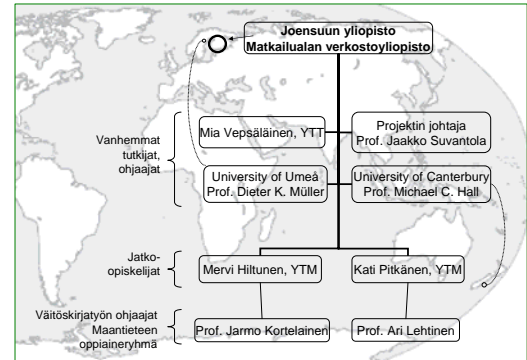 Joensuun yliopisto
Matkailualan verkostoyliopisto
Vanhemmat
tutkijat,
ohjaajat
Mia Vepsäläinen, YTT
Projektin johtaja
Prof. Jaakko Suvantola
University of Umeå
Prof. Dieter K. Müller
University of Canterbury
Prof. Michael C. Hall
Jatko-
opiskelijat
Mervi Hiltunen, YTM
Kati Pitkänen, YTM
Väitöskirjatyön ohjaajat
Maantieteen
oppiaineryhmä
Prof. Jarmo Kortelainen
Prof. Ari Lehtinen